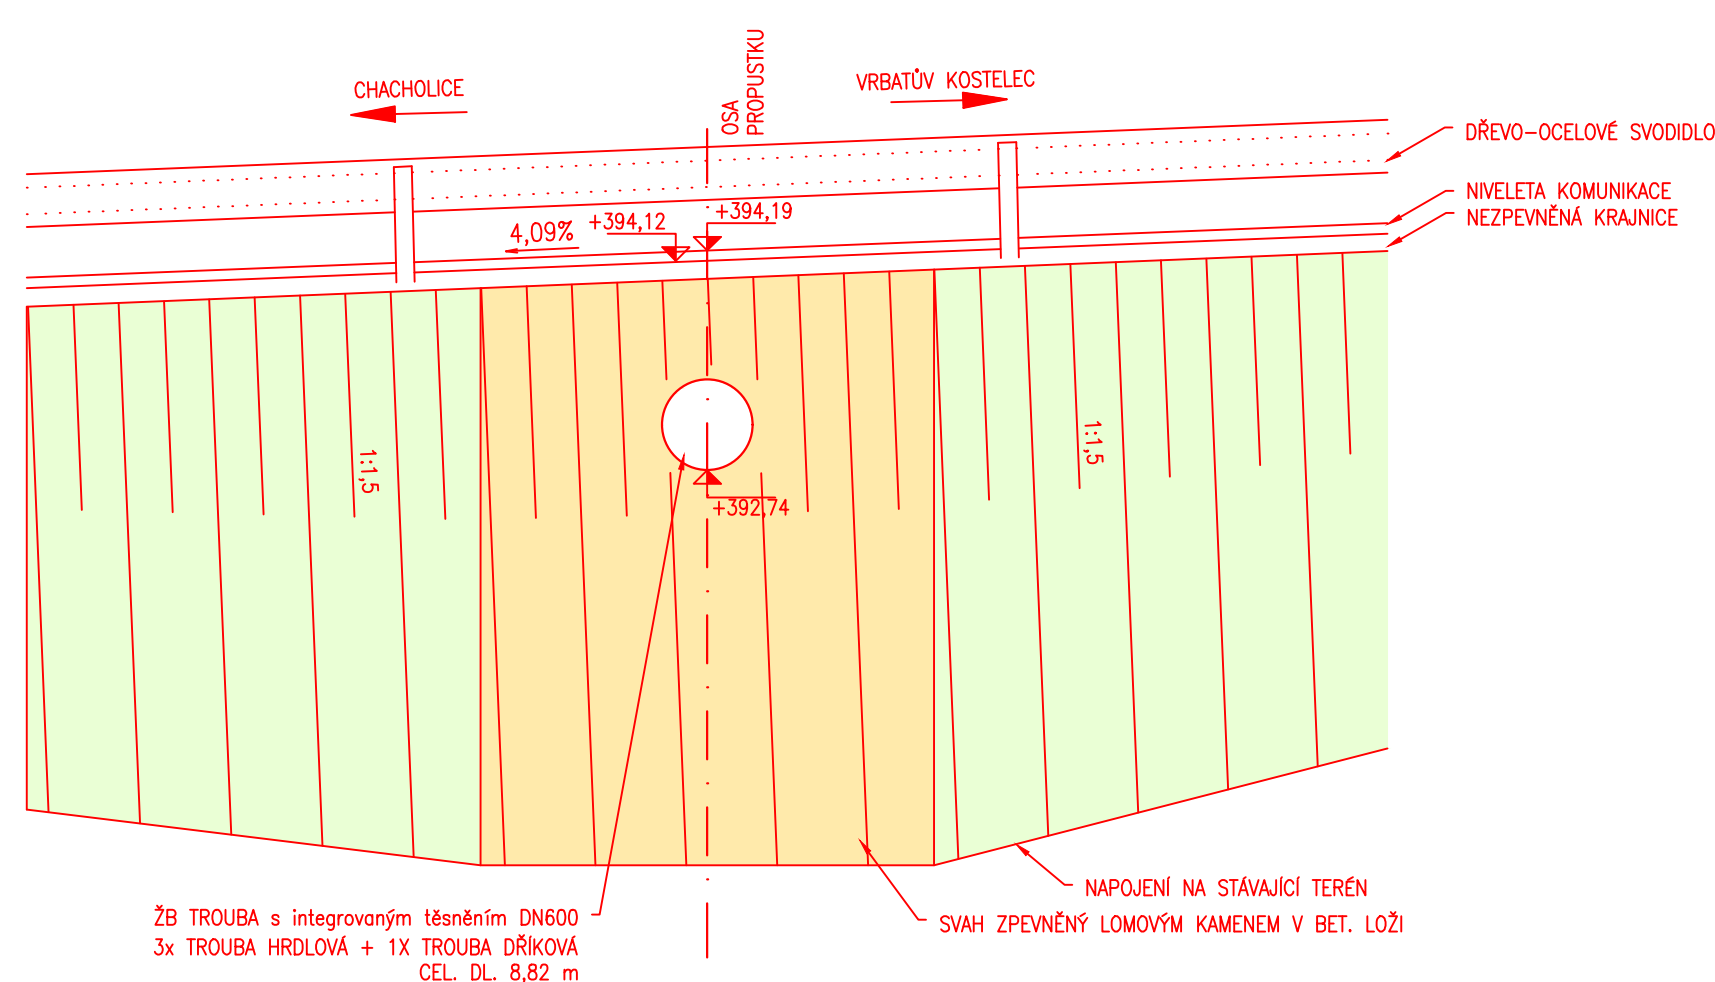 CHACHOLICE
OSA
PROPUSTKU
VRBATŮV KOSTELEC
DŘEVO-OCELOVÉ SVODIDLO
NIVELETA KOMUNIKACE
NEZPEVNĚNÁ KRAJNICE
4,09%
+394,12
+394,19
1:1,5
1:1,5
+392,74
NAPOJENÍ NA STÁVAJÍCÍ TERÉN
SVAH ZPEVNĚNÝ LOMOVÝM KAMENEM V BET. LOŽI
ŽB TROUBA s integrovaným těsněním DN600
3x TROUBA HRDLOVÁ + 1X TROUBA DŘÍKOVÁ
CEL. DL. 8,82 m